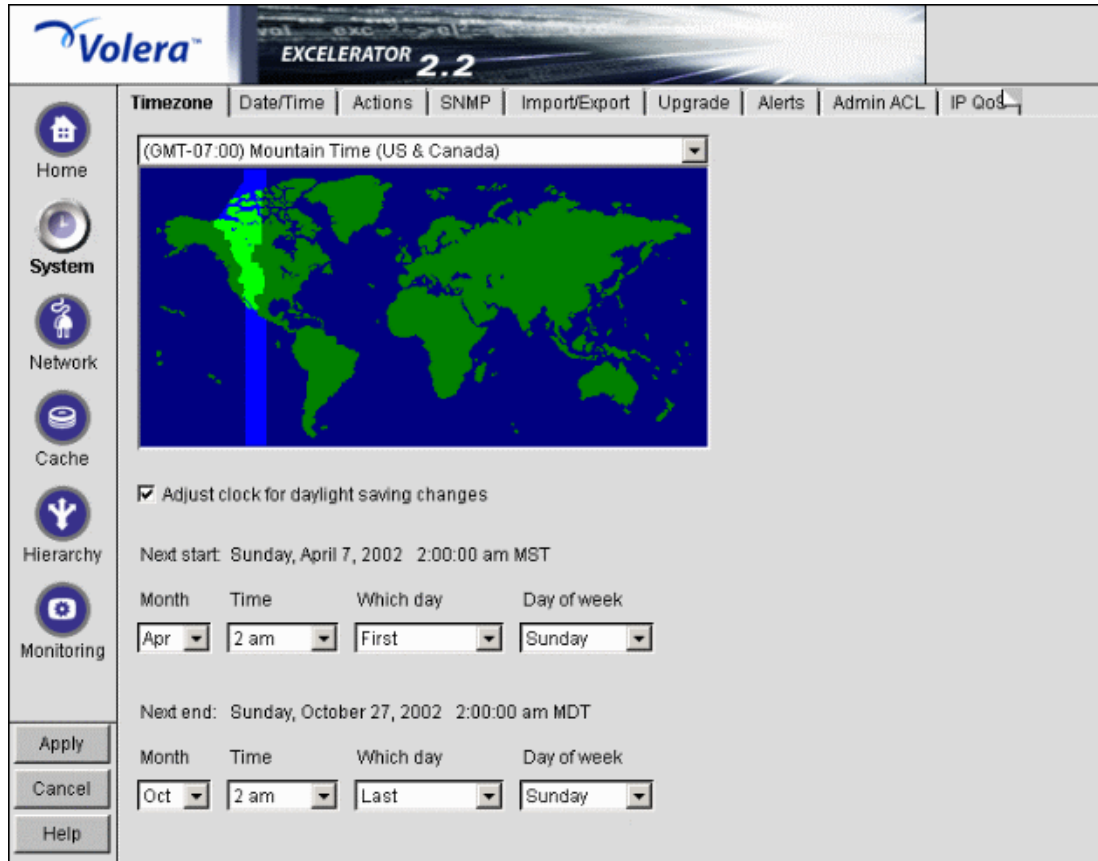 Volera™
EXCELERATOR 2.2
Timezone Date/Time Actions SNMP Import/Export Upgrade Alerts Admin ACL IP QoS
Home
System
Network
Cache
Hierarchy
Monitoring
Apply
Cancel
Help
(GMT-07:00) Mountain Time (US & Canada)
Adjust clock for daylight saving changes
Next start: Sunday, April 7, 2002 2:00:00 am MST
Month Time Which day Day of week
Apr 2 am First Sunday
Next end: Sunday, October 27, 2002 2:00:00 am MDT
Month Time Which day Day of week
Oct 2 am Last Sunday